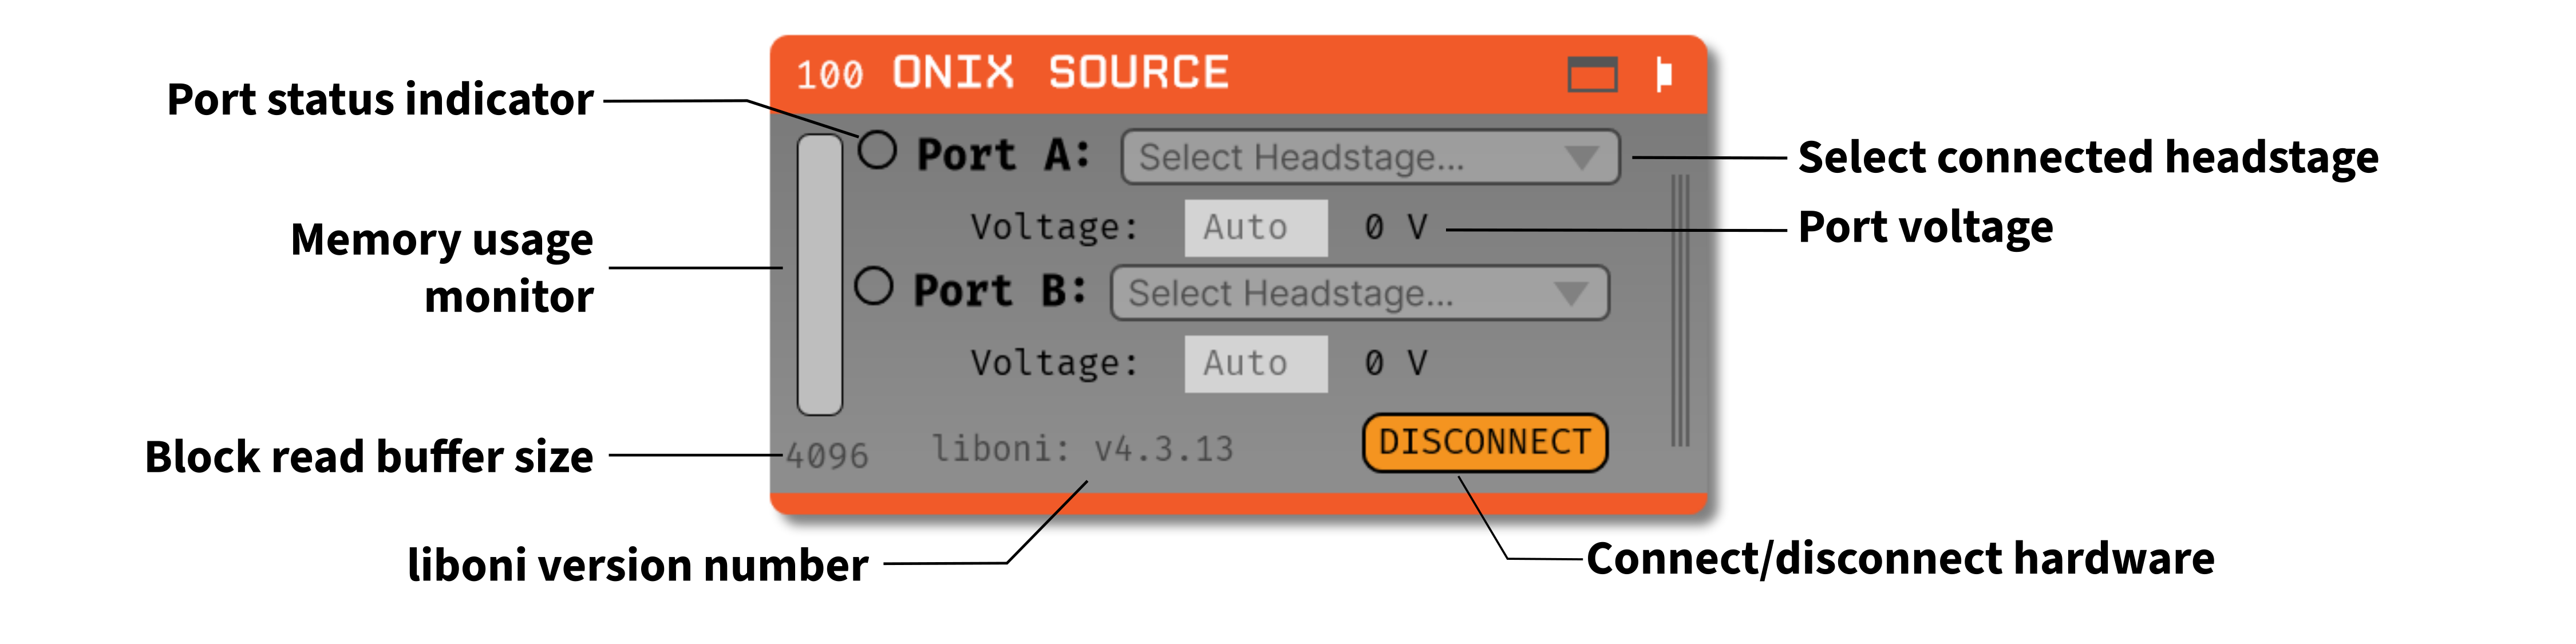 100 ONIX SOURCE
Port status indicator
Port A: Select Headstage...
Select connected headstage
Voltage: Auto 0 V
Port voltage
Memory usage
monitor
Port B: Select Headstage...
Voltage: Auto 0 V
Block read buffer size
4096
liboni: v4.3.13
DISCONNECT
liboni version number
Connect/disconnect hardware